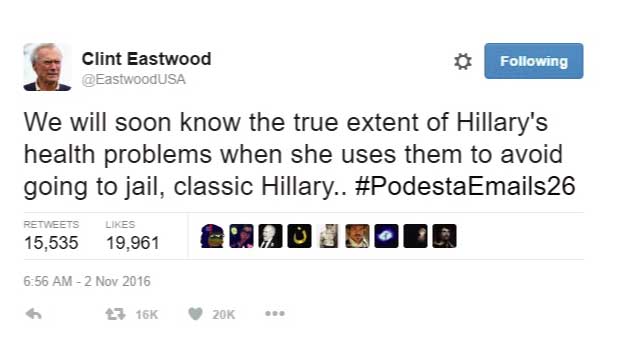 Clint Eastwood
@EastwoodUSA
Following
We will soon know the true extent of Hillary's
health problems when she uses them to avoid
going to jail, classic Hillary.. #PodestaEmails26
RETWEETS LIKES
15,535 19,961
6:56 AM - 2 Nov 2016
16K 20K